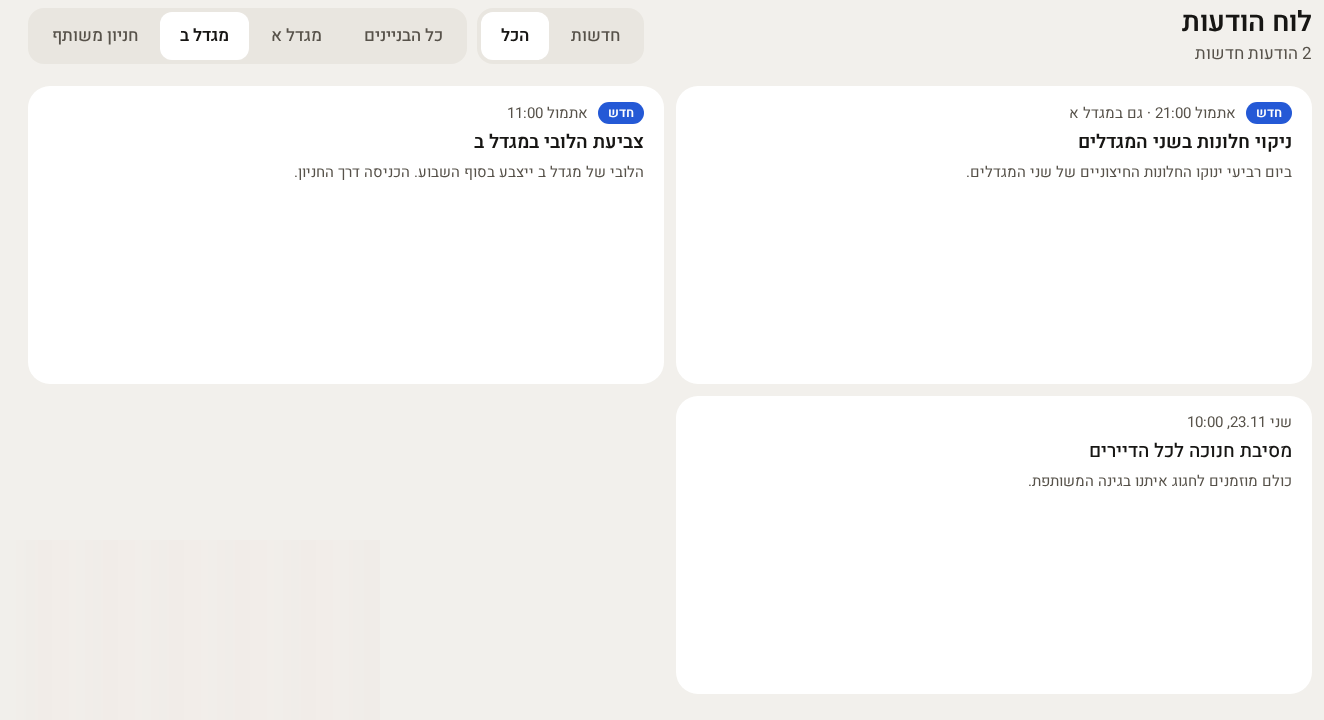 לוח הודעות
2 הודעות חדשות
חדשות
הכל
כל הבניינים
מגדל א
מגדל ב
חניון משותף
חדש
אתמול 21:00 · גם במגדל א
ניקוי חלונות בשני המגדלים
ביום רביעי ינוקו החלונות החיצוניים של שני המגדלים.
חדש
אתמול 11:00
צביעת הלובי במגדל ב
הלובי של מגדל ב ייצבע בסוף השבוע. הכניסה דרך החניון.
שני 23.11, 10:00
מסיבת חנוכה לכל הדיירים
כולם מוזמנים לחגוג איתנו בגינה המשותפת.